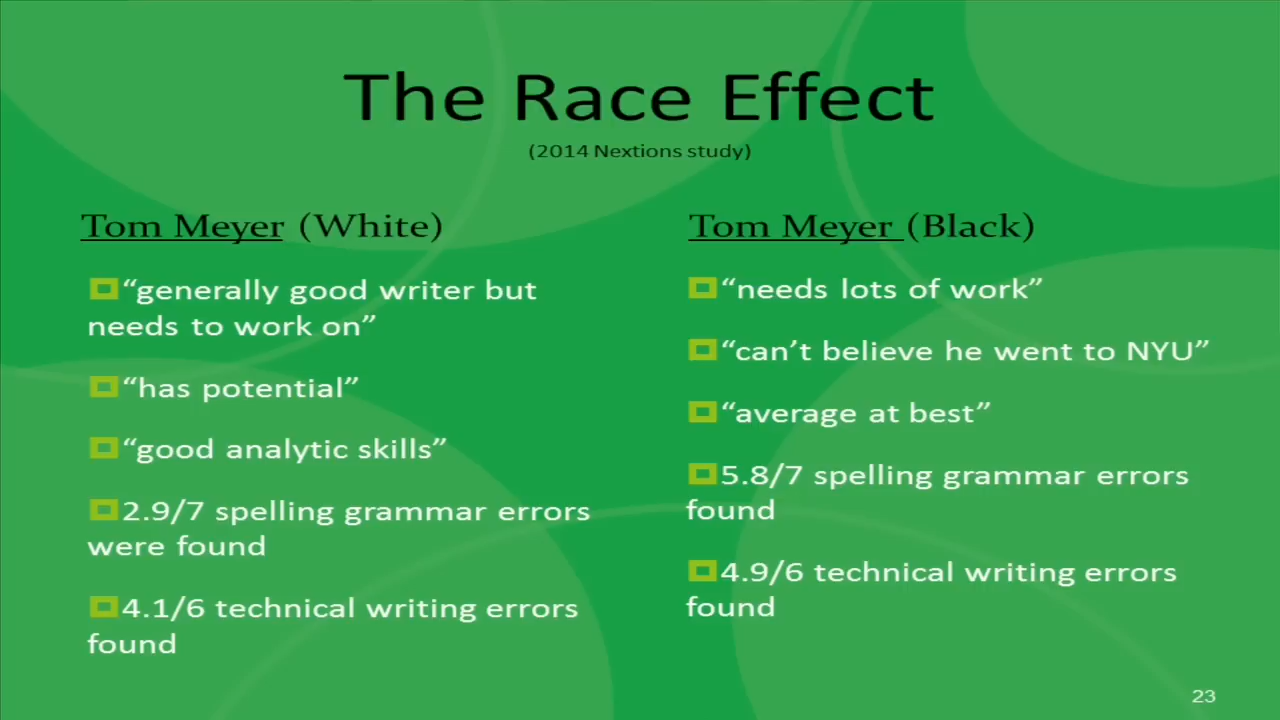 The Race Effect
(2014 Nextions study)
Tom Meyer (White)
“generally good writer but
needs to work on”
“has potential”
“good analytic skills”
2.9/7 spelling grammar errors
were found
4.1/6 technical writing errors
found
Tom Meyer (Black)
“needs lots of work”
“can’t believe he went to NYU”
“average at best”
5.8/7 spelling grammar errors
found
4.9/6 technical writing errors
found
23